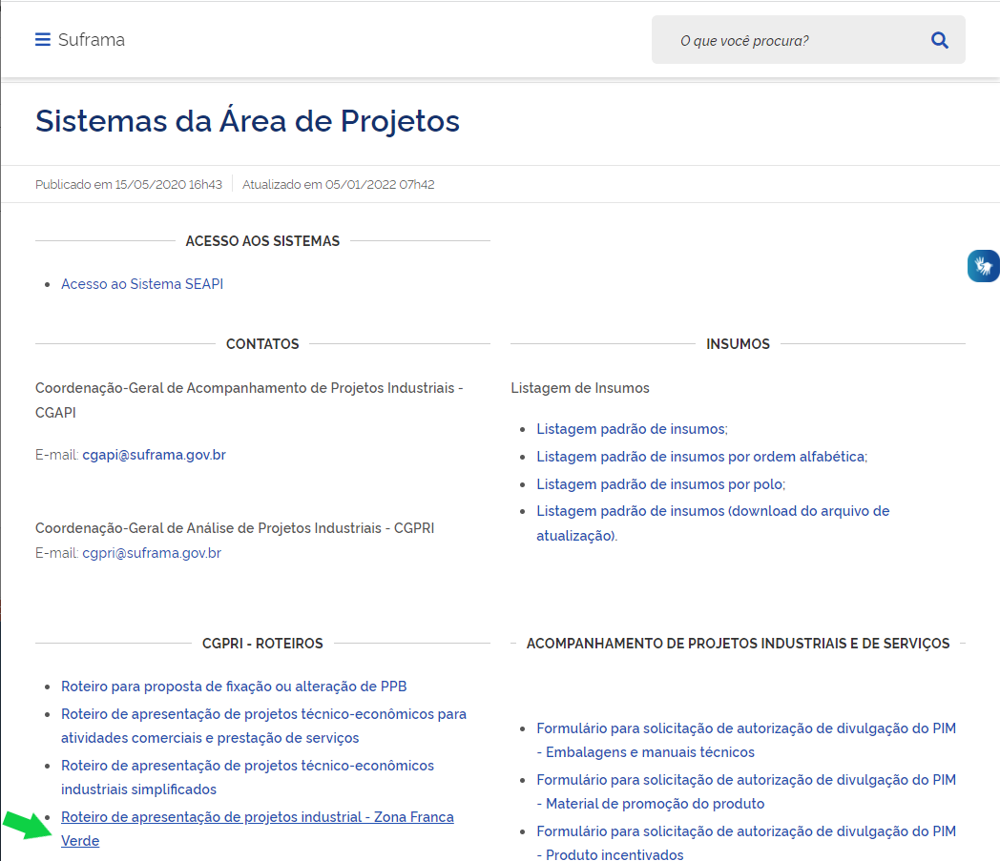 Suframa
O que você procura?
Sistemas da Área de Projetos
Publicado em 15/05/2020 16h43
Atualizado em 05/01/2022 07h42
ACESSO AOS SISTEMAS
Acesso ao Sistema SEAPI
CONTATOS
Coordenação-Geral de Acompanhamento de Projetos Industriais -
CGAPI
E-mail: cgapi@suframa.gov.br
Coordenação-Geral de Análise de Projetos Industriais - CGPRI
E-mail: cgpri@suframa.gov.br
INSUMOS
Listagem de Insumos
Listagem padrão de insumos;
Listagem padrão de insumos por ordem alfabética;
Listagem padrão de insumos por polo;
Listagem padrão de insumos (download do arquivo de
atualização).
CGPRI - ROTEIROS
Roteiro para proposta de fixação ou alteração de PPB
Roteiro de apresentação de projetos técnico-econômicos para
atividades comerciais e prestação de serviços
Roteiro de apresentação de projetos técnico-econômicos
industriais simplificados
Roteiro de apresentação de projetos industrial - Zona Franca
Verde
ACOMPANHAMENTO DE PROJETOS INDUSTRIAIS E DE SERVIÇOS
Formulário para solicitação de autorização de divulgação do PIM
- Embalagens e manuais técnicos
Formulário para solicitação de autorização de divulgação do PIM
- Material de promoção do produto
Formulário para solicitação de autorização de divulgação do PIM
- Produto incentivados